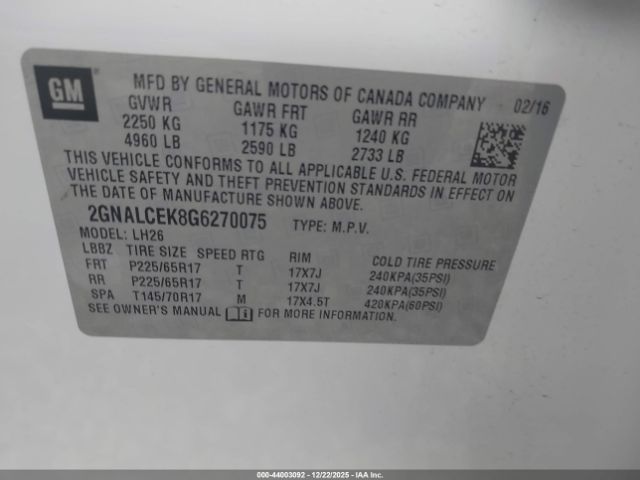 GM
MFD BY GENERAL MOTORS OF CANADA COMPANY 02/16
GVWR GAWR FRT GAWR RR
2250 KG 1175 KG 1240 KG
4960 LB 2590 LB 2733 LB
THIS VEHICLE CONFORMS TO ALL APPLICABLE U.S. FEDERAL MOTOR
VEHICLE SAFETY AND THEFT PREVENTION STANDARDS IN EFFECT ON
THE DATE OF MANUFACTURE SHOWN ABOVE.
2GNALCEK8G6270075 TYPE: M.P.V.
MODEL: LH26
LBBZ TIRE SIZE SPEED RTG RIM COLD TIRE PRESSURE
FRT P225/65R17 T 17X7J 240KPA(35PSI)
RR P225/65R17 T 17X7J 240KPA(35PSI)
SPA T145/70R17 M 17X4.5T 420KPA(60PSI)
SEE OWNER'S MANUAL FOR MORE INFORMATION.
000-44003092 - 12/22/2025 - IAA Inc.